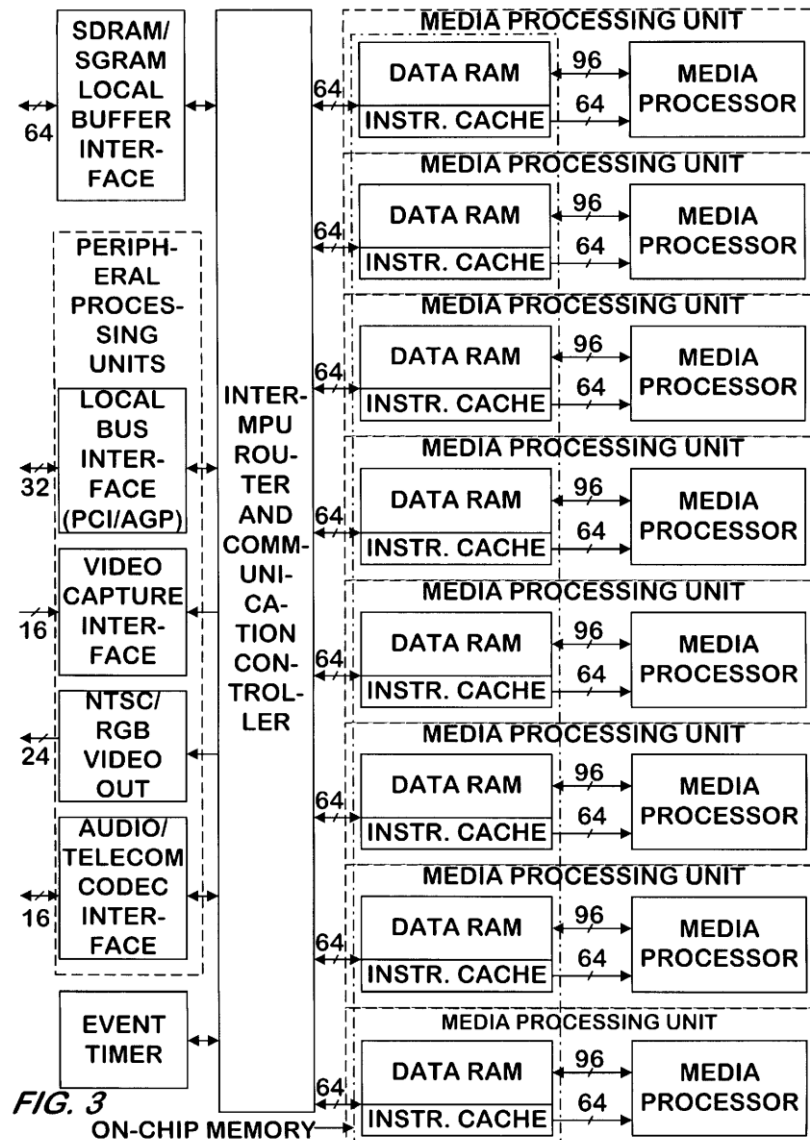 SDRAM/
SGRAM
LOCAL
BUFFER
INTER-
FACE
64
PERIPH-
ERAL
PROCES-
SING
UNITS
LOCAL
BUS
INTER-
FACE
(PCI/AGP)
32
VIDEO
CAPTURE
INTER-
FACE
16
NTSC/
RGB
VIDEO
OUT
24
AUDIO/
TELECOM
CODEC
INTER-
FACE
16
EVENT
TIMER
INTER-
MPU
ROU-
TER
AND
COMM-
UNI-
CA-
TION
CON-
TROL-
LER
MEDIA PROCESSING UNIT
64
DATA RAM
INSTR. CACHE
96
64
MEDIA
PROCESSOR
MEDIA PROCESSING UNIT
64
DATA RAM
INSTR. CACHE
96
64
MEDIA
PROCESSOR
MEDIA PROCESSING UNIT
64
DATA RAM
INSTR. CACHE
96
64
MEDIA
PROCESSOR
MEDIA PROCESSING UNIT
64
DATA RAM
INSTR. CACHE
96
64
MEDIA
PROCESSOR
MEDIA PROCESSING UNIT
64
DATA RAM
INSTR. CACHE
96
64
MEDIA
PROCESSOR
MEDIA PROCESSING UNIT
64
DATA RAM
INSTR. CACHE
96
64
MEDIA
PROCESSOR
MEDIA PROCESSING UNIT
64
DATA RAM
INSTR. CACHE
96
64
MEDIA
PROCESSOR
MEDIA PROCESSING UNIT
64
DATA RAM
INSTR. CACHE
96
64
MEDIA
PROCESSOR
FIG. 3
ON-CHIP MEMORY